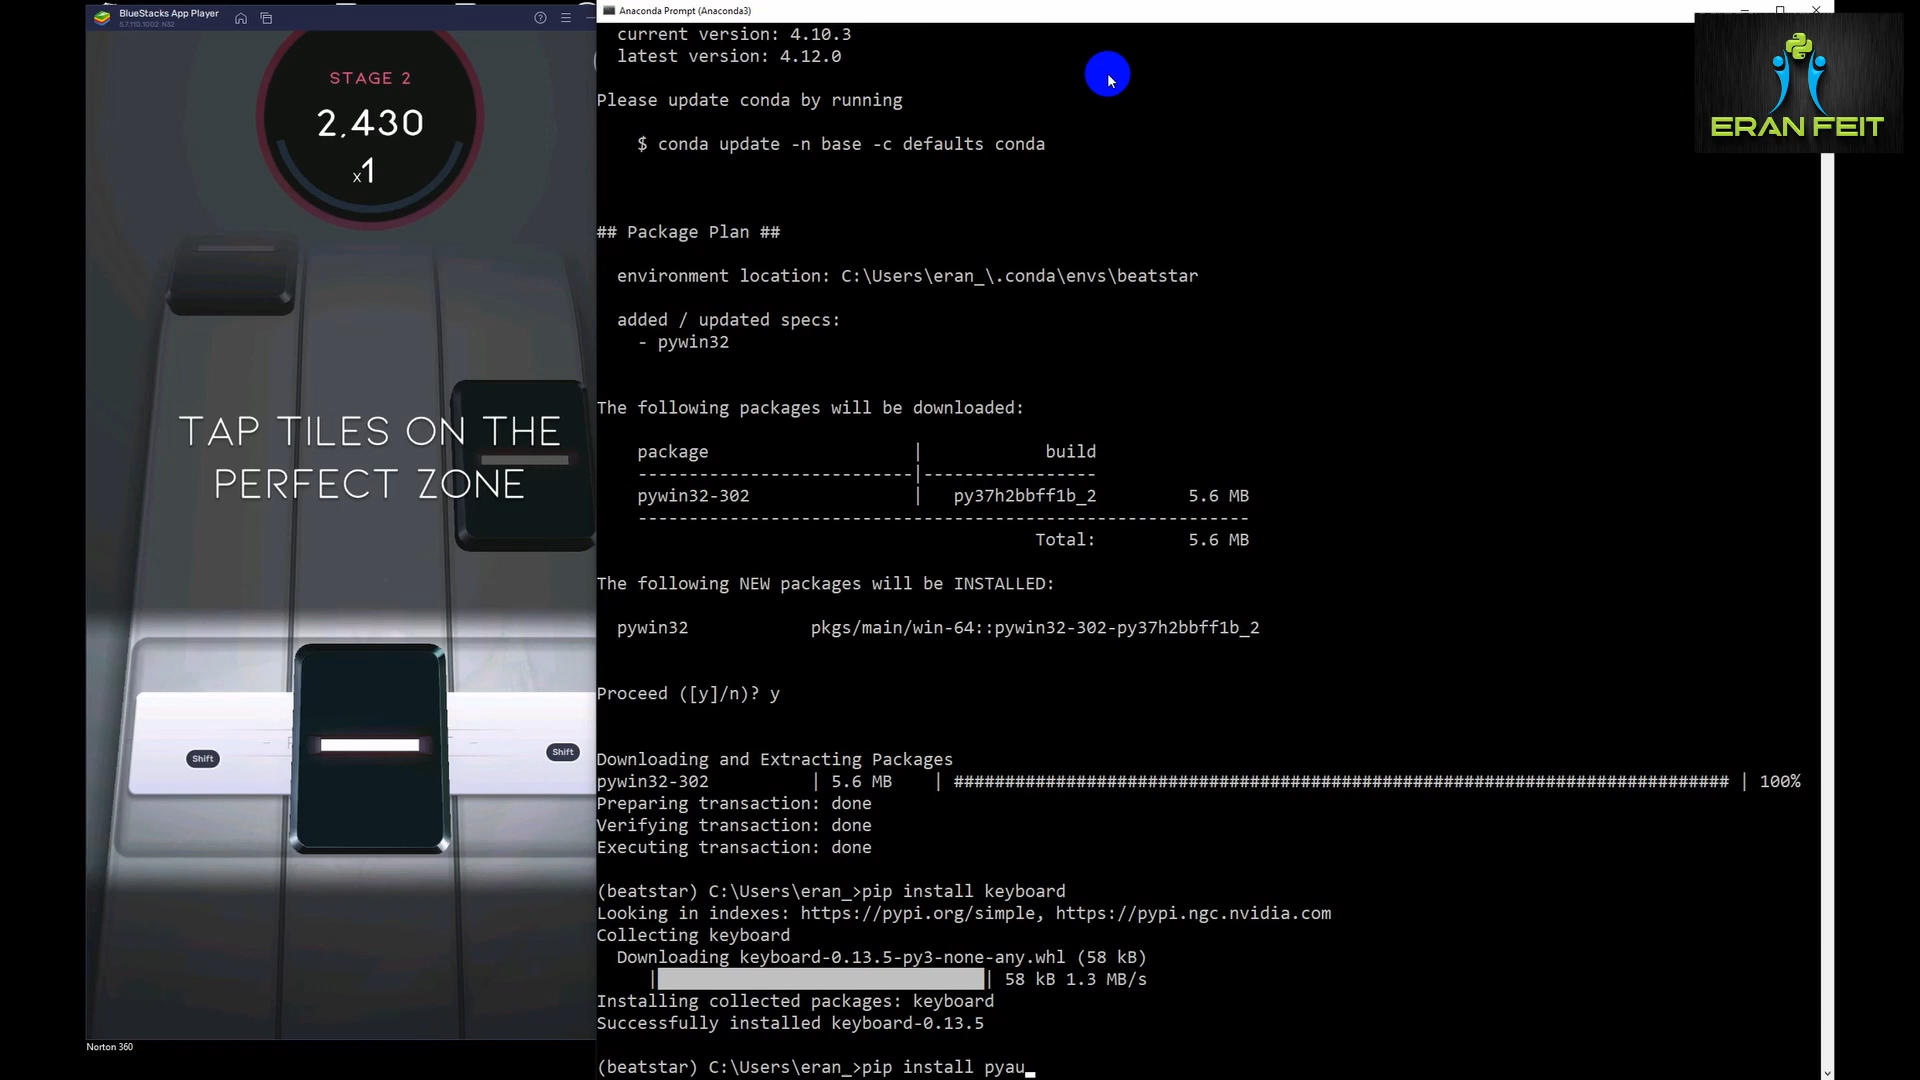 BlueStacks App Player
5.7.110.1002 N32
STAGE 2
2,430
x1
TAP TILES ON THE
PERFECT ZONE
Shift
Shift
Norton 360
Anaconda Prompt (Anaconda3)
current version: 4.10.3
latest version: 4.12.0
Please update conda by running
$ conda update -n base -c defaults conda
## Package Plan ##
environment location: C:\Users\eran_\.conda\envs\beatstar
added / updated specs:
- pywin32
The following packages will be downloaded:
package | build
---------------------------|-----------------
pywin32-302 | py37h2bbff1b_2 5.6 MB
------------------------------------------------------------
Total: 5.6 MB
The following NEW packages will be INSTALLED:
pywin32 pkgs/main/win-64::pywin32-302-py37h2bbff1b_2
Proceed ([y]/n)? y
Downloading and Extracting Packages
pywin32-302 | 5.6 MB | ############################################################################ | 100%
Preparing transaction: done
Verifying transaction: done
Executing transaction: done
(beatstar) C:\Users\eran_>pip install keyboard
Looking in indexes: https://pypi.org/simple, https://pypi.ngc.nvidia.com
Collecting keyboard
Downloading keyboard-0.13.5-py3-none-any.whl (58 kB)
| | 58 kB 1.3 MB/s
Installing collected packages: keyboard
Successfully installed keyboard-0.13.5
(beatstar) C:\Users\eran_>pip install pyau_
ERAN FEIT